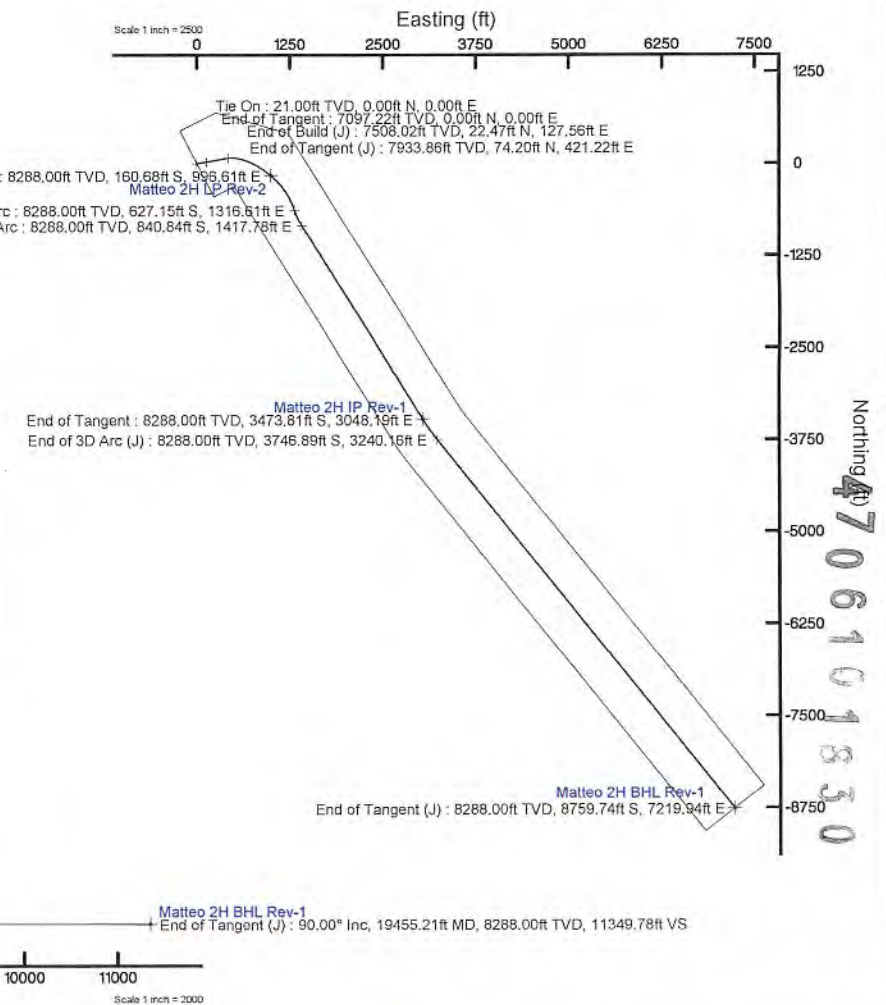 Easting (ft)
Scale 1 inch = 2500
0 1250 2500 3750 5000 6250 7500
1250
Tie On : 21.00ft TVD, 0.00ft N, 0.00ft E
End of Tangent : 7097.22ft TVD, 0.00ft N, 0.00ft E
End of Build (J) : 7508.02ft TVD, 22.47ft N, 127.56ft E
End of Tangent (J) : 7933.86ft TVD, 74.20ft N, 421.22ft E
0
: 8288.00ft TVD, 160.68ft S, 996.61ft E
Matteo 2H LP Rev-2
rc : 8288.00ft TVD, 627.15ft S, 1316.61ft E
Arc : 8288.00ft TVD, 840.84ft S, 1417.78ft E
-1250
-2500
Matteo 2H IP Rev-1
End of Tangent : 8288.00ft TVD, 3473.81ft S, 3048.19ft E
End of 3D Arc (J) : 8288.00ft TVD, 3746.89ft S, 3240.16ft E
-3750
Northing (ft)
-5000
-6250
-7500
Matteo 2H BHL Rev-1
End of Tangent (J) : 8288.00ft TVD, 8759.74ft S, 7219.94ft E
-8750
4706101830
Matteo 2H BHL Rev-1
End of Tangent (J) : 90.00° Inc, 19455.21ft MD, 8288.00ft TVD, 11349.78ft VS
10000 11000
Scale 1 inch = 2000